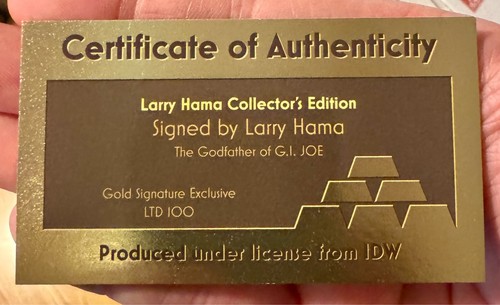 Certificate of Authenticity
Larry Hama Collector's Edition
Signed by Larry Hama
The Godfather of G.I. JOE
Gold Signature Exclusive
LTD 100
Produced under license from IDW